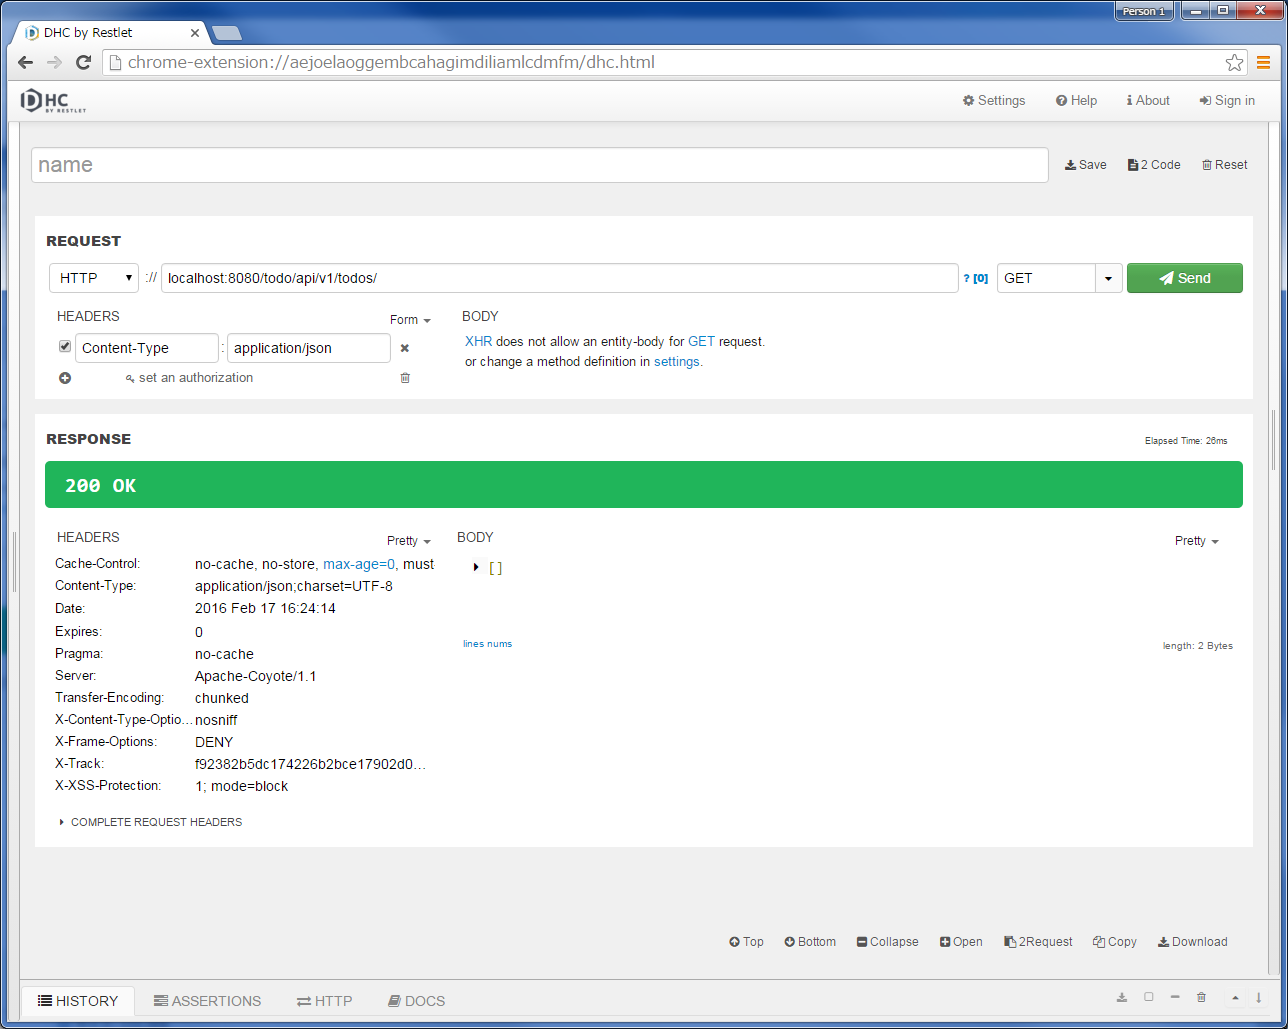 Person 1
DHC by Restlet
chrome-extension://aejoelaoggembcahagimdiliamlcdmfm/dhc.html
DHC
BY RESTLET
Settings Help About Sign in
name
Save 2 Code Reset
REQUEST
HTTP :// localhost:8080/todo/api/v1/todos/ ? [0] GET Send
HEADERS Form
Content-Type : application/json
set an authorization
BODY
XHR does not allow an entity-body for GET request.
or change a method definition in settings.
RESPONSE
Elapsed Time: 26ms
200 OK
HEADERS Pretty
Cache-Control: no-cache, no-store, max-age=0, must
Content-Type: application/json;charset=UTF-8
Date: 2016 Feb 17 16:24:14
Expires: 0
Pragma: no-cache
Server: Apache-Coyote/1.1
Transfer-Encoding: chunked
X-Content-Type-Optio... nosniff
X-Frame-Options: DENY
X-Track: f92382b5dc174226b2bce17902d0...
X-XSS-Protection: 1; mode=block
COMPLETE REQUEST HEADERS
BODY Pretty
[ ]
lines nums
length: 2 Bytes
Top Bottom Collapse Open 2Request Copy Download
HISTORY ASSERTIONS HTTP DOCS